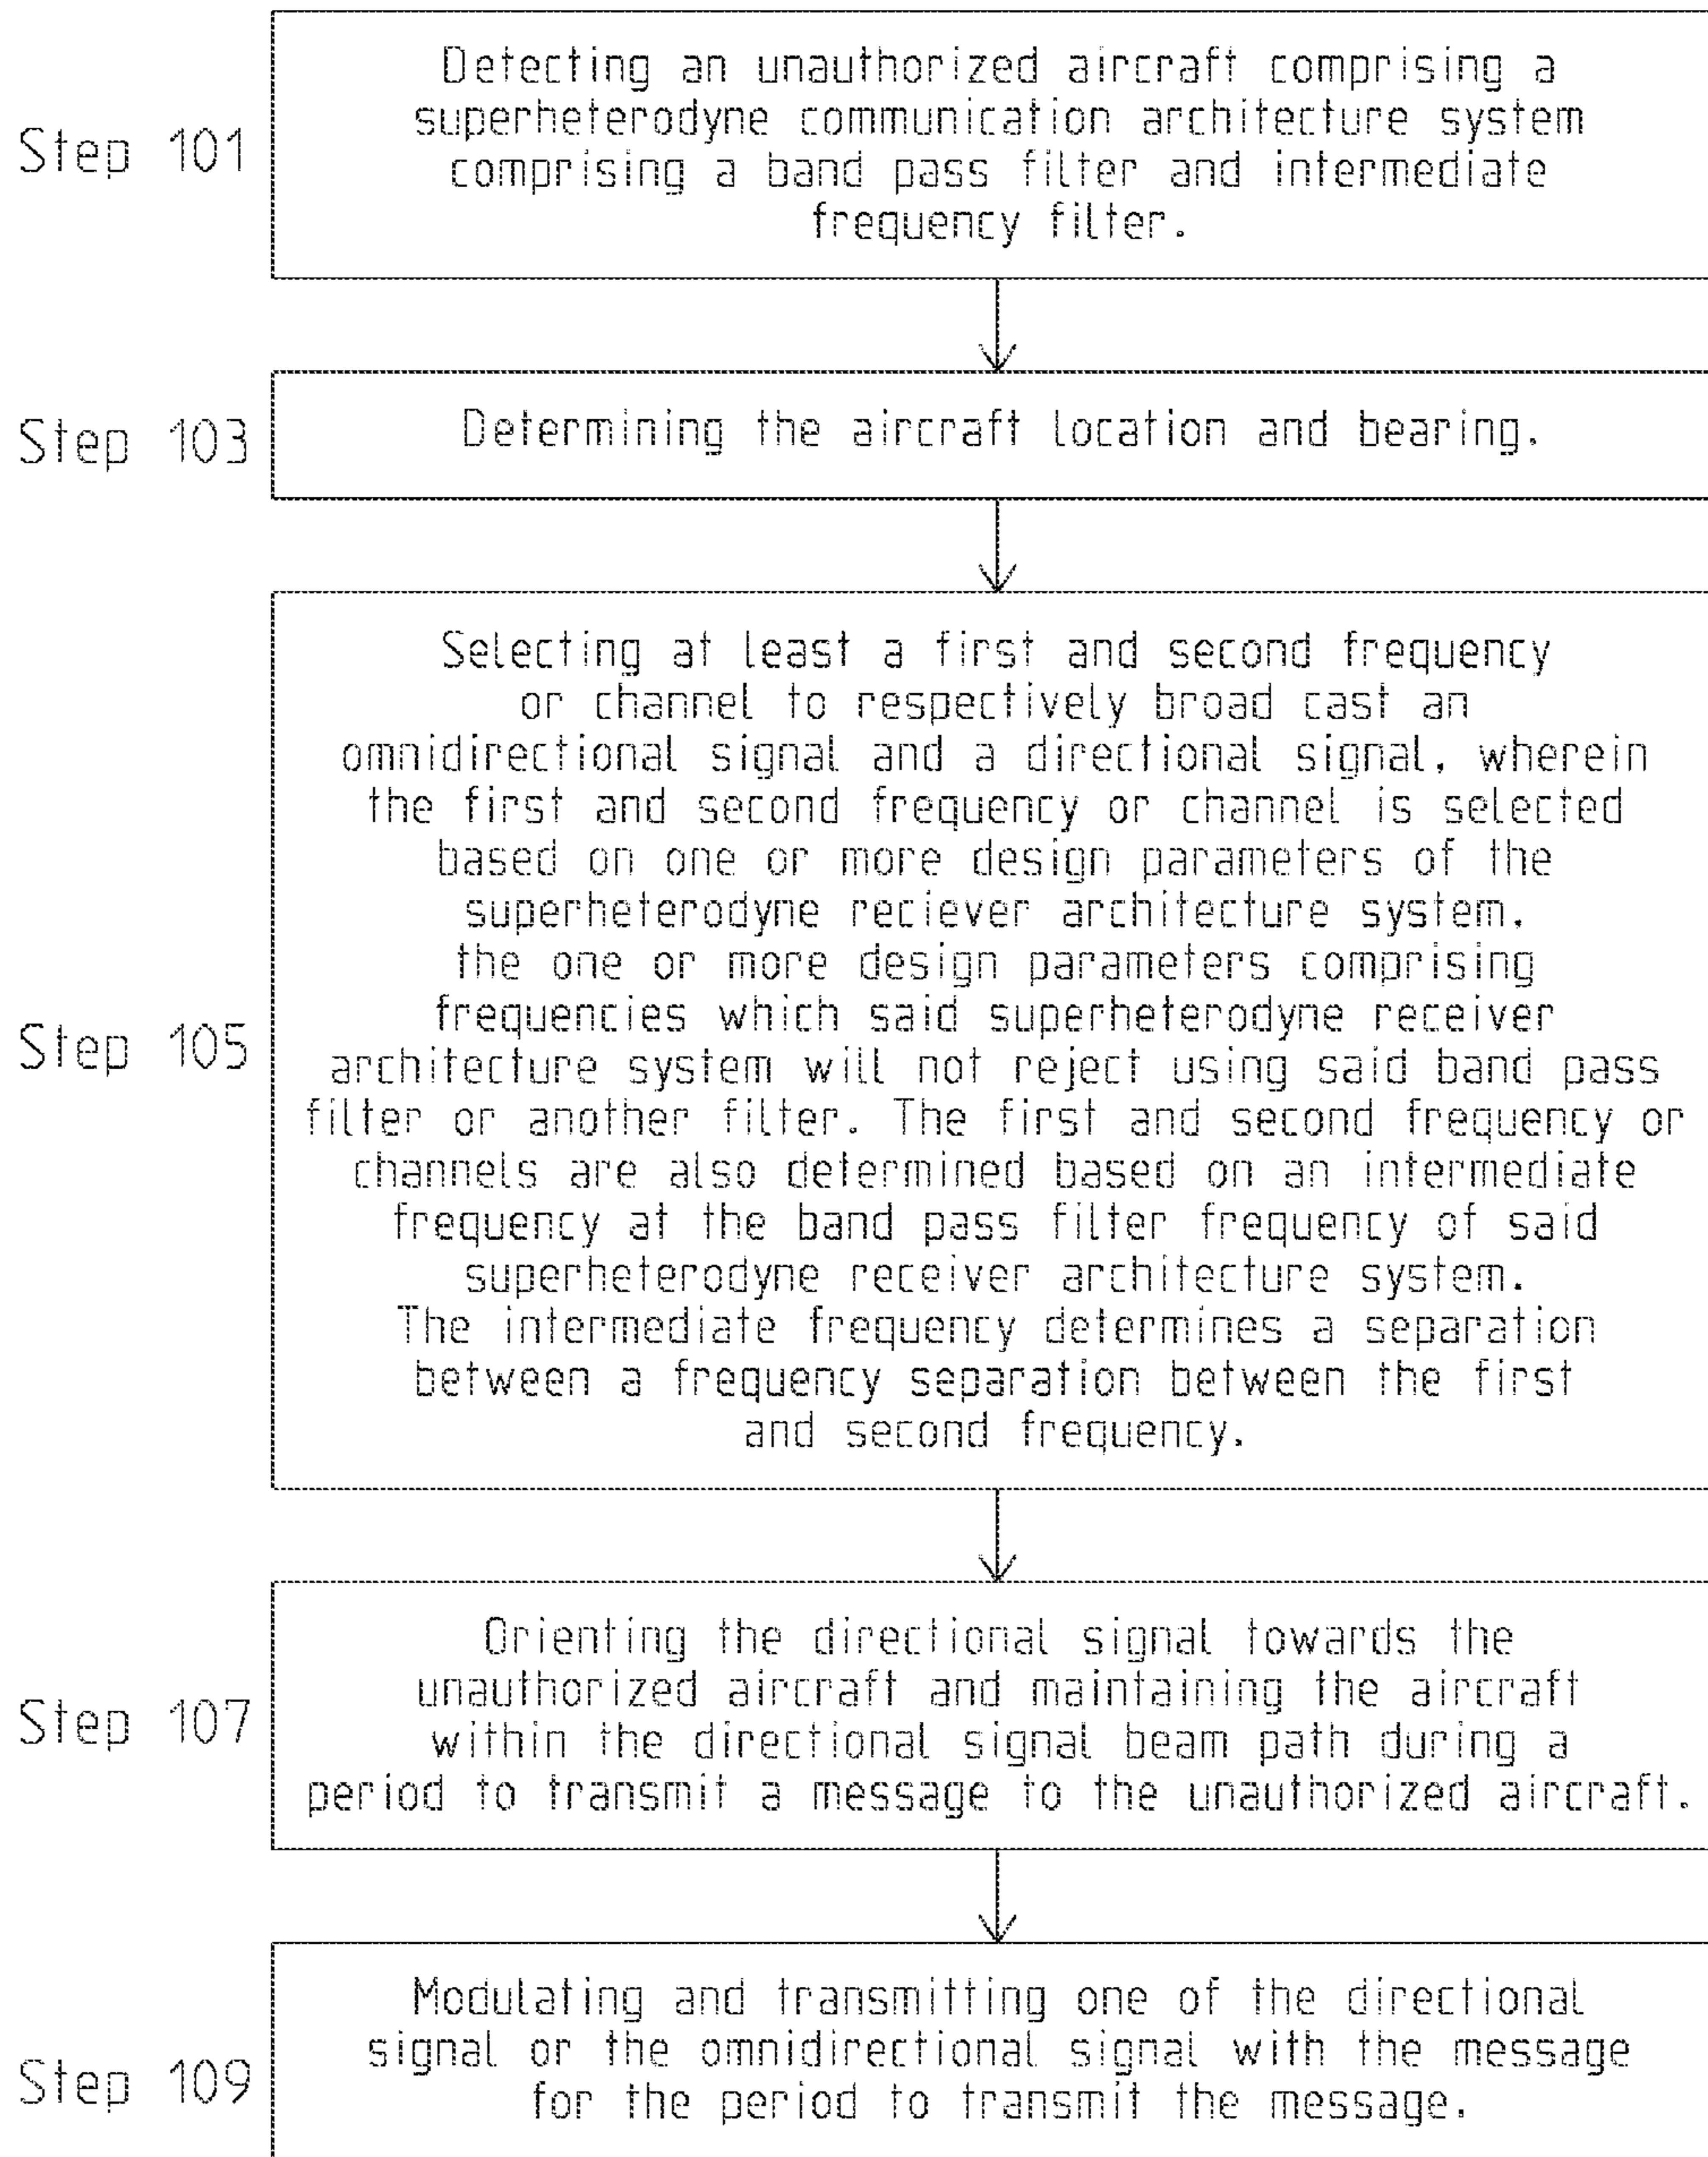 Detecting an unauthorized aircraft comprising a
superheterodyne communication architecture system
Step 101
comprising a band pass filter and intermediate
frequency filter.
Step 103
Determining the aircraft location and bearing.
Selecting at least a first and second frequency
or channel to respectively broad cast an
omnidirectional signal and a directional signal, wherein
the first and second frequency or channel is selected
based on one or more design parameters of the
superheterodyne reciever architecture system,
the one or more design parameters comprising
frequencies which said superheterodyne receiver
Step 105
architecture system will not reject using said band pass
filter or another filter. The first and second frequency or
channels are also determined based on an intermediate
frequency at the band pass filter frequency of said
superheterodyne receiver architecture system.
The intermediate frequency determines a separation
between a frequency separation between the first
and second frequency.
Orienting the directional signal towards the
unauthorized aircraft and maintaining the aircraft
Step 107
within the directional signal beam path during a
period to transmit a message to the unauthorized aircraft.
Modulating and transmitting one of the directional
signal or the omnidirectional signal with the message
Step 109
for the period to transmit the message.